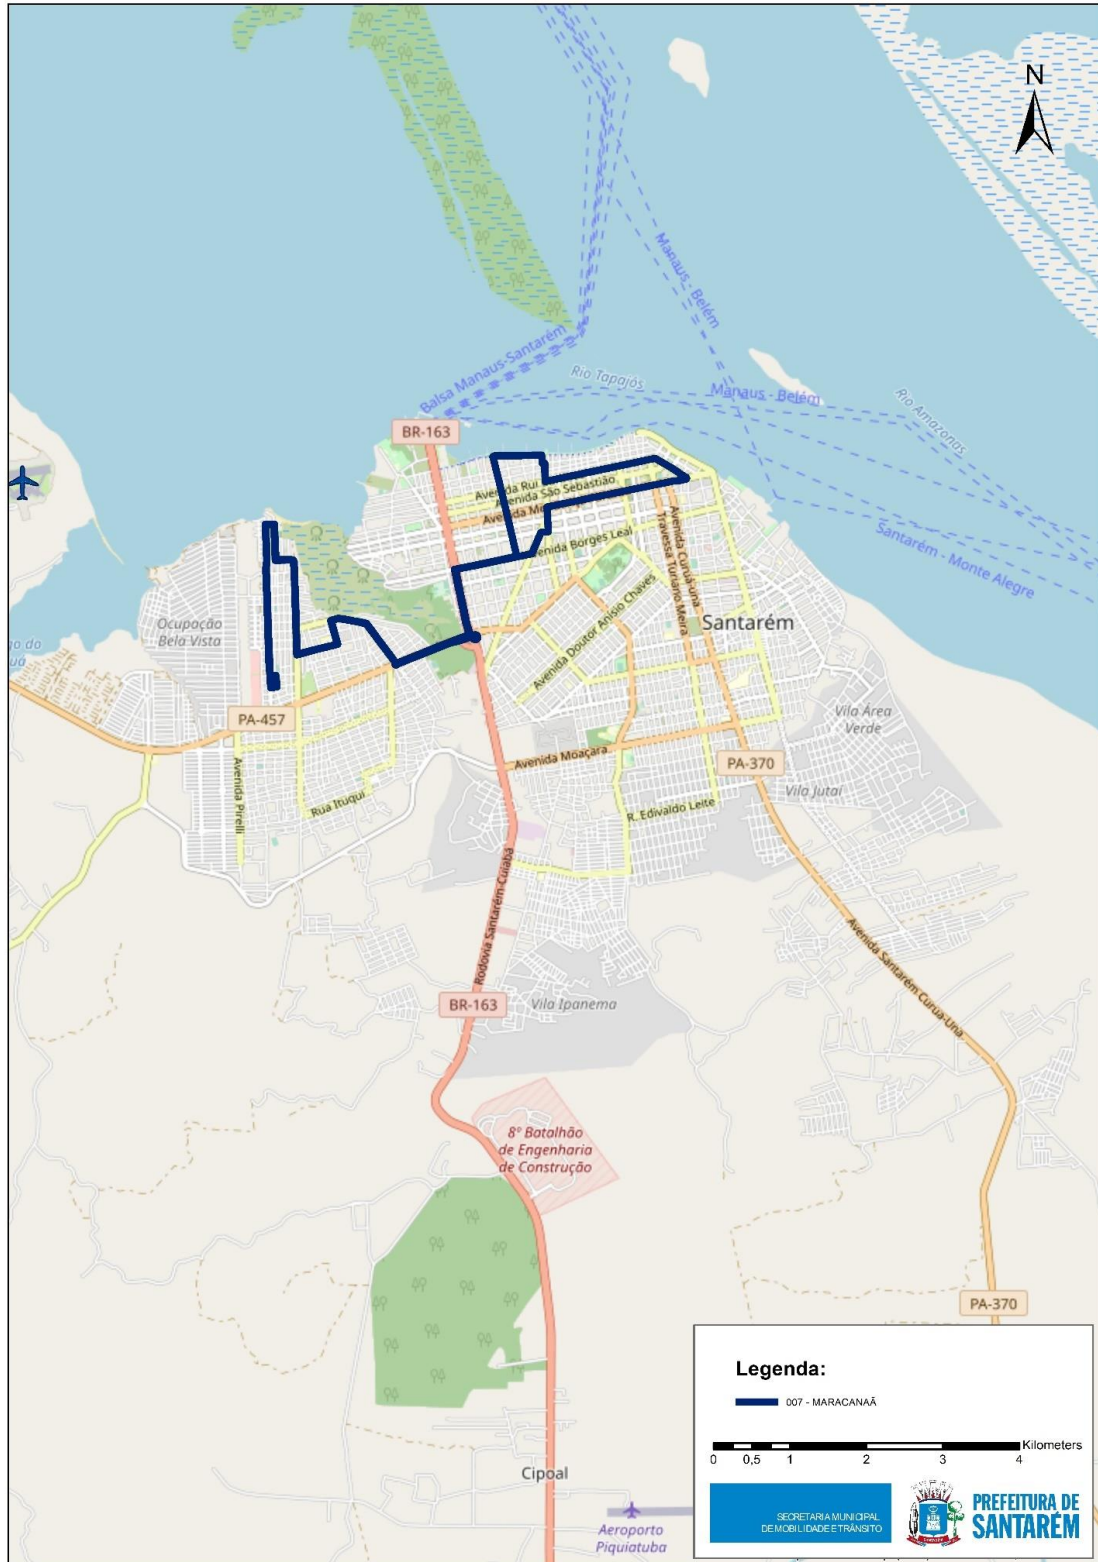 N
Manaus - Belém
Balsa Manaus-Santarém
Rio Tapajós
Manaus - Belém
Rio Amazonas
BR-163
Avenida Rui
Avenida São Sebastião
Avenida Me
Avenida Borges Leal
Avenida Curuá-Una
Travessa Turiano Meira
Santarém - Monte Alegre
Avenida Doutor Anísio Chaves
Santarém
Ocupação
Bela Vista
PA-457
Vila Área
Verde
Avenida Moaçara
PA-370
Vila Jutaí
Avenida Pirelli
Rua Ituqui
R. Edivaldo Leite
Rodovia Santarém-Cuiabá
Avenida Santarém Curuá-Una
BR-163
Vila Ipanema
8º Batalhão
de Engenharia
de Construção
PA-370
Cipoal
Aeroporto
Piquiatuba
Legenda:
007 - MARACANAÃ
Kilometers
0 0,5 1 2 3 4
SECRETARIA MUNICIPAL
DE MOBILIDADE E TRÂNSITO
PREFEITURA DE
SANTARÉM